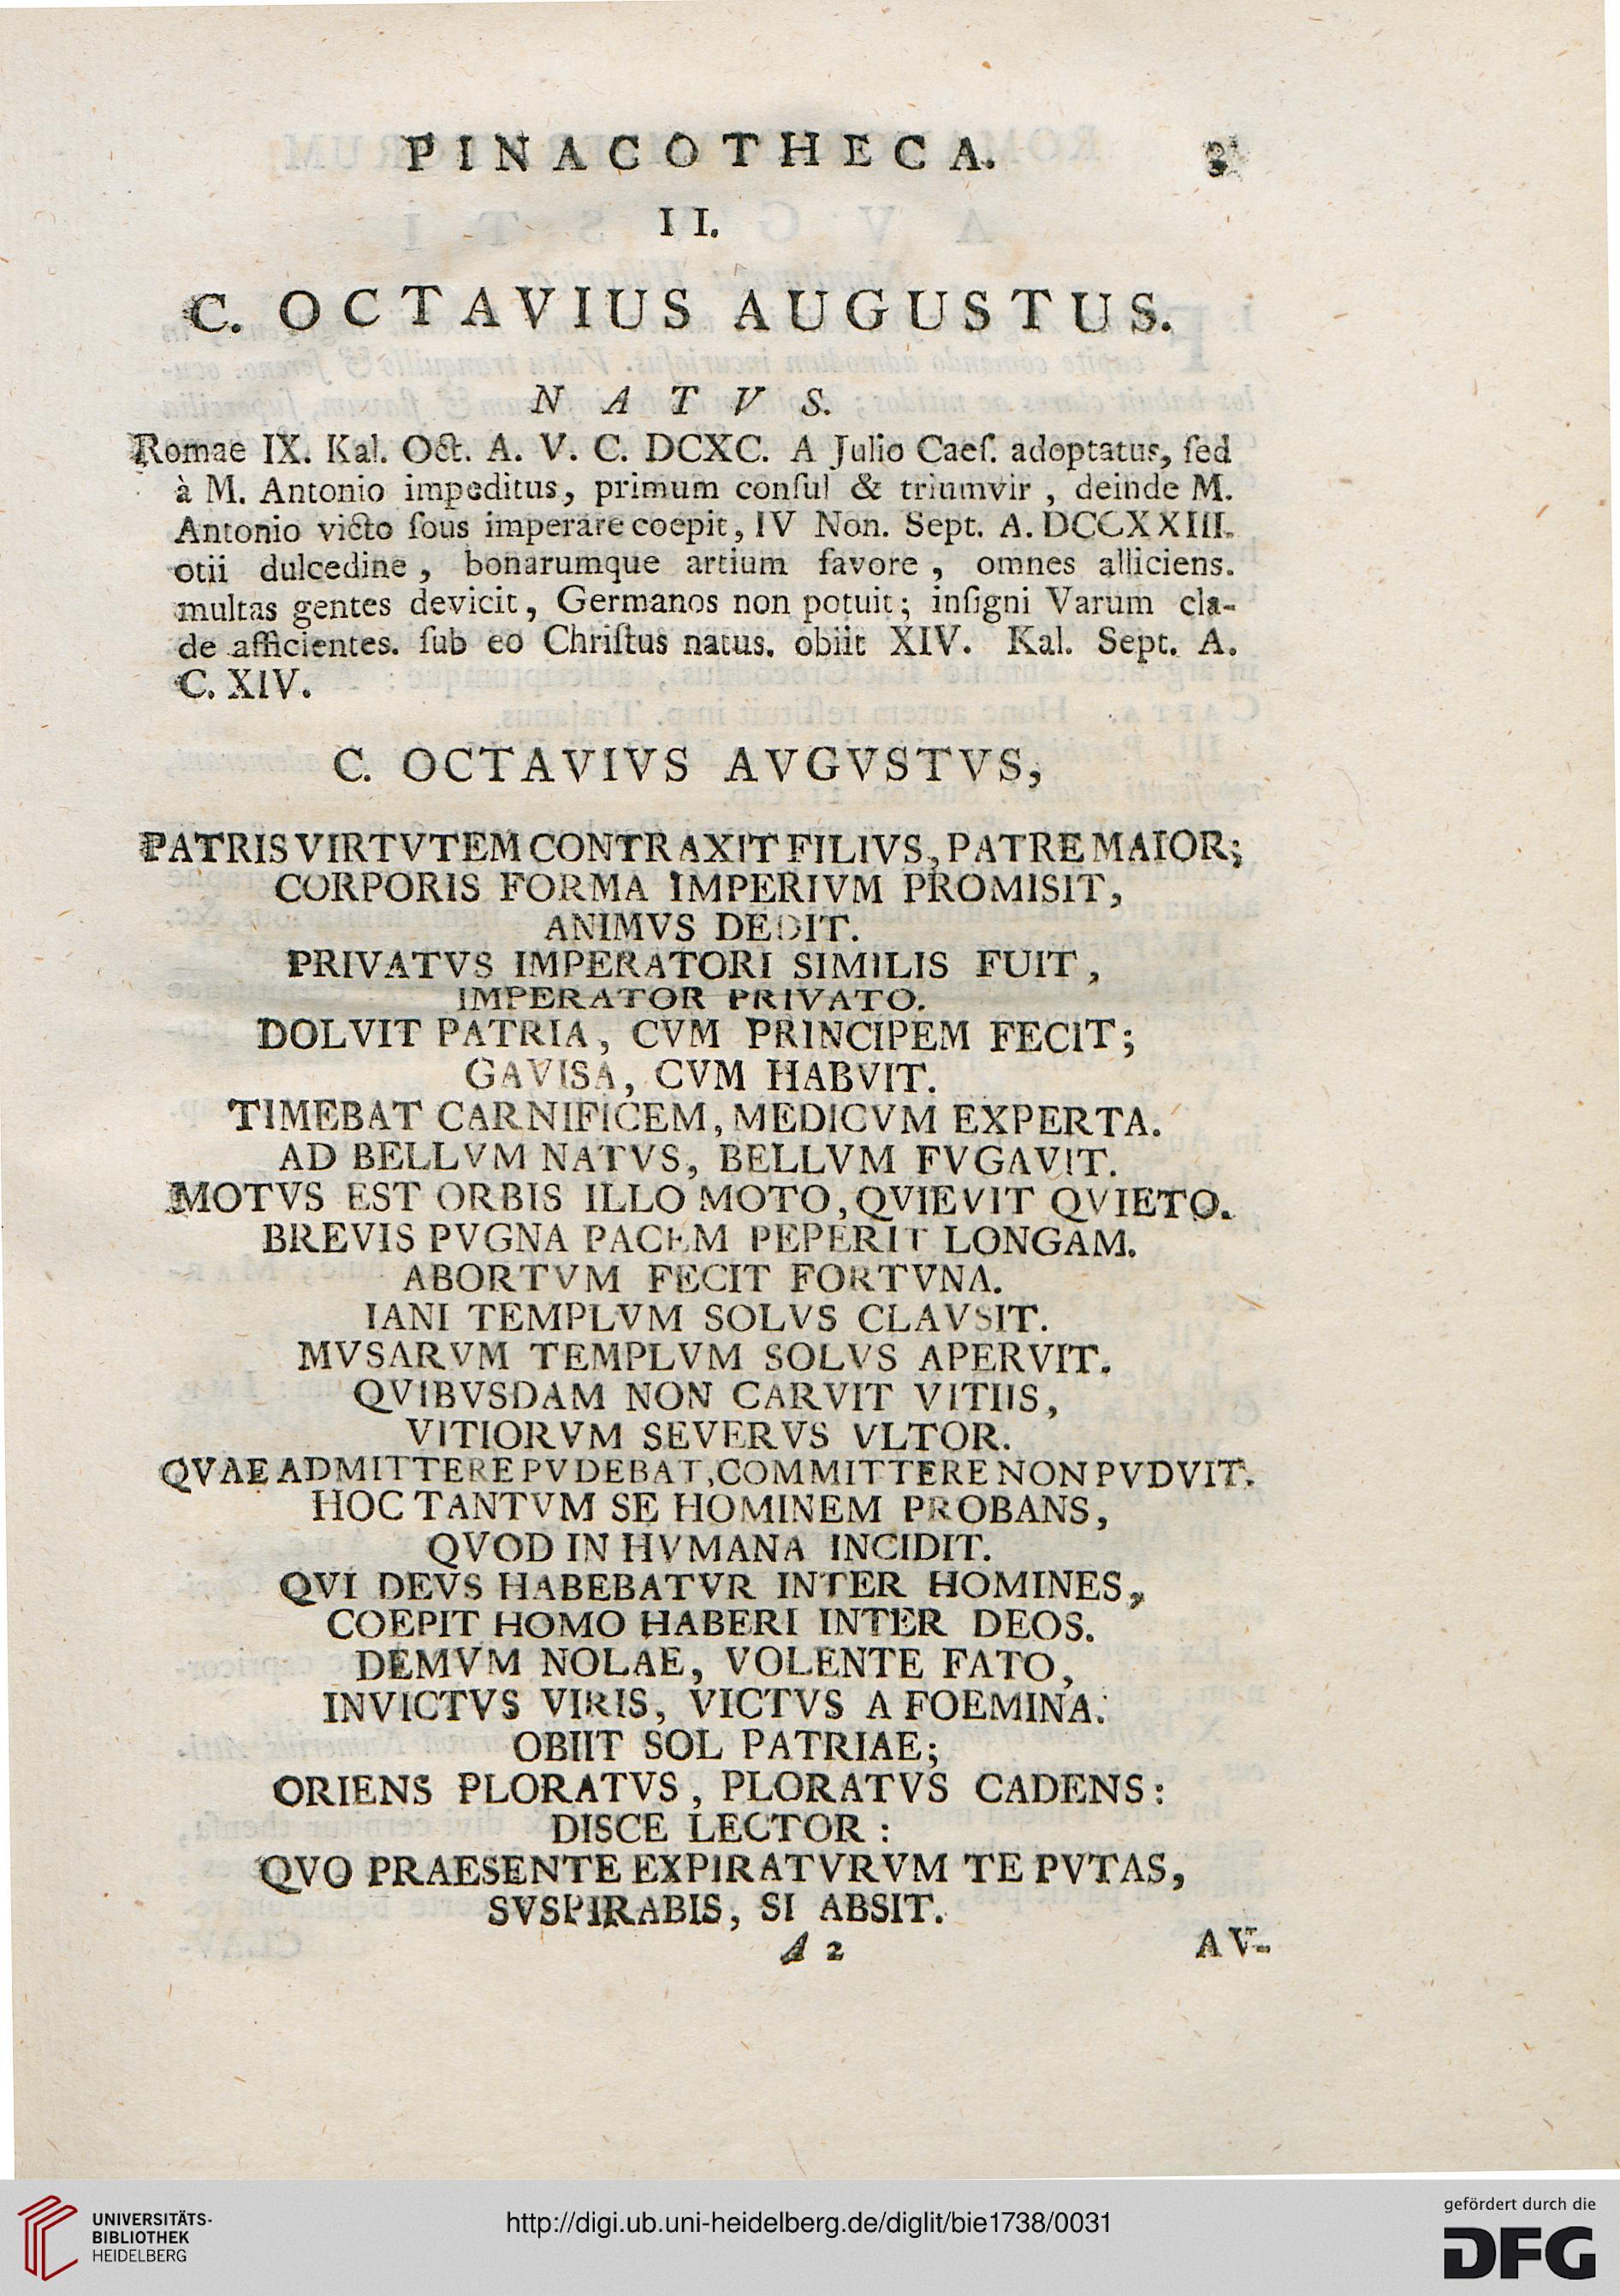 PINACOTHECA. 3
II.
C. OCTAVIUS AUGUSTUS.
NATVS.
Romae IX. Kal. Oct. A. V. C. DCXC. A Julio Caeſ. adoptatus, ſed
à M. Antonio impeditus, primum conſul & triumvir , deinde M.
Antonio victo ſous imperare coepit, IV Non. Sept. A. DCCXXIII.
otii dulcedine , bonarumque artium favore , omnes alliciens.
multas gentes devicit, Germanos non potuit; inſigni Varum cla-
de afficientes. ſub eo Chriſtus natus. obiit XIV. Kal. Sept. A.
C. XIV.
C. OCTAVIVS AVGVSTVS,
PATRIS VIRTVTEM CONTRAXIT FILIVS, PATRE MAIOR;
CORPORIS FORMA IMPERIVM PROMISIT,
ANIMVS DEDIT.
PRIVATVS IMPERATORI SIMILIS FUIT,
IMPERATOR PRIVATO.
DOLVIT PATRIA, CVM PRINCIPEM FECIT;
GAVISA, CVM HABVIT.
TIMEBAT CARNIFICEM, MEDICVM EXPERTA.
AD BELLVM NATVS, BELLVM FVGAVIT.
MOTVS EST ORBIS ILLO MOTO, QVIEVIT QVIETO.
BREVIS PVGNA PACEM PEPERIT LONGAM.
ABORTVM FECIT FORTVNA.
IANI TEMPLVM SOLVS CLAVSIT.
MVSARVM TEMPLVM SOLVS APERVIT.
QVIBVSDAM NON CARVIT VITIIS,
VITIORVM SEVERVS VLTOR.
QVAE ADMITTERE PVDEBAT, COMMITTERE NON PVDVIT.
HOC TANTVM SE HOMINEM PROBANS,
QVOD IN HVMANA INCIDIT.
QVI DEVS HABEBATVR INTER HOMINES,
COEPIT HOMO HABERI INTER DEOS.
DEMVM NOLAE, VOLENTE FATO,
INVICTVS VIRIS, VICTVS A FOEMINA.
OBIIT SOL PATRIAE;
ORIENS PLORATVS, PLORATVS CADENS:
DISCE LECTOR:
QVO PRAESENTE EXPIRATVRVM TE PVTAS,
SVSPIRABIS, SI ABSIT.
A 2 AV-
UNIVERSITÄTS-
BIBLIOTHEK
HEIDELBERG
http://digi.ub.uni-heidelberg.de/diglit/bie1738/0031
gefördert durch die
DFG